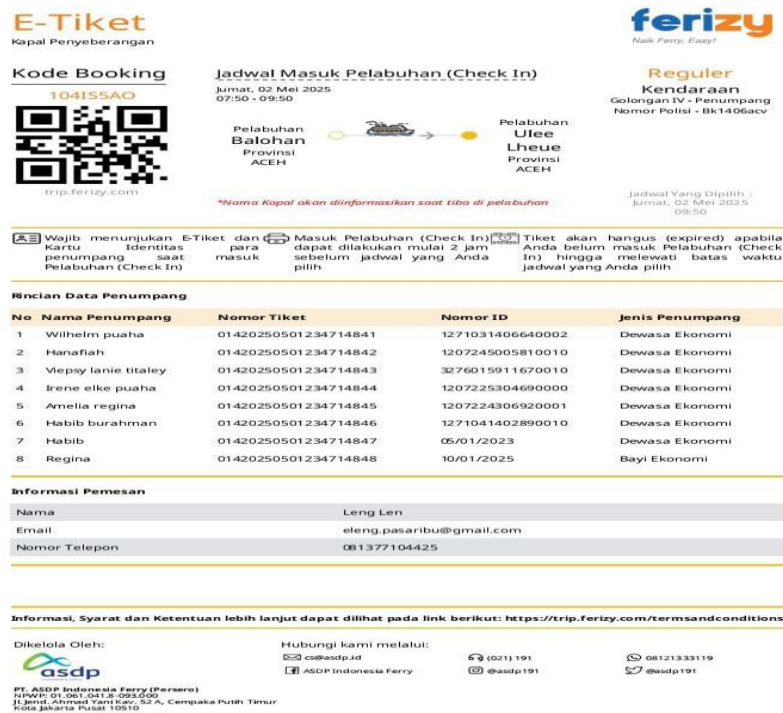 E-Tiket
Kapal Penyeberangan
ferizy
Naik Ferry, Easy!
Kode Booking
104IS5AO
trip.ferizy.com
Jadwal Masuk Pelabuhan (Check In)
Jumat, 02 Mei 2025
07:50 - 09:50
Pelabuhan
Balohan
Provinsi
ACEH
Pelabuhan
Ulee
Lheue
Provinsi
ACEH
*Nama Kapal akan diinformasikan saat tiba di pelabuhan
Reguler
Kendaraan
Golongan IV - Penumpang
Nomor Polisi - Bk1406acv
Jadwal Yang Dipilih :
Jumat, 02 Mei 2025
09:50
Wajib menunjukan E-Tiket dan
Kartu Identitas para
penumpang saat masuk
Pelabuhan (Check In)
Masuk Pelabuhan (Check In)
dapat dilakukan mulai 2 jam
sebelum jadwal yang Anda
pilih
Tiket akan hangus (expired) apabila
Anda belum masuk Pelabuhan (Check
In) hingga melewati batas waktu
jadwal yang Anda pilih
Rincian Data Penumpang
No Nama Penumpang Nomor Tiket Nomor ID Jenis Penumpang
1 Wilhelm puaha 01420250501234714841 1271031406640002 Dewasa Ekonomi
2 Hanafiah 01420250501234714842 1207245005810010 Dewasa Ekonomi
3 Viepsy lanie titaley 01420250501234714843 3276015911670010 Dewasa Ekonomi
4 Irene elke puaha 01420250501234714844 1207225304690000 Dewasa Ekonomi
5 Amelia regina 01420250501234714845 1207224306920001 Dewasa Ekonomi
6 Habib burahman 01420250501234714846 1271041402890010 Dewasa Ekonomi
7 Habib 01420250501234714847 05/01/2023 Dewasa Ekonomi
8 Regina 01420250501234714848 10/01/2025 Bayi Ekonomi
Informasi Pemesan
Nama Leng Len
Email eleng.pasaribu@gmail.com
Nomor Telepon 081377104425
Informasi, Syarat dan Ketentuan lebih lanjut dapat dilihat pada link berikut: https://trip.ferizy.com/termsandconditions
Dikelola Oleh:
asdp
PT. ASDP Indonesia Ferry (Persero)
NPWP: 01.061.041.8-093.000
Jl.Jend. Ahmad Yani Kav. 52 A, Cempaka Putih Timur
Kota Jakarta Pusat 10510
Hubungi kami melalui:
cs@asdp.id (021) 191 08121333119
ASDP Indonesia Ferry @asdp191 @asdp191